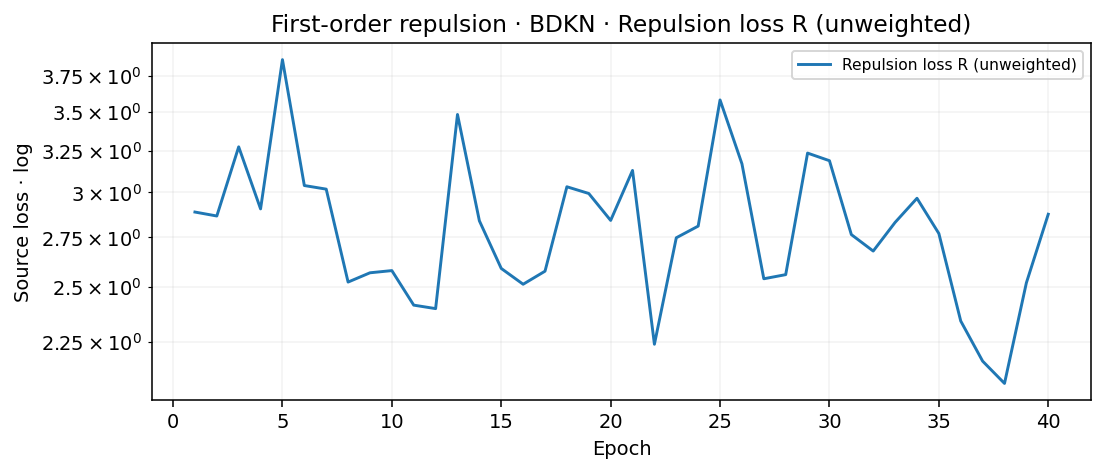 First-order repulsion · BDKN · Repulsion loss R (unweighted)
Repulsion loss R (unweighted)
Source loss · log
3.75 × 10⁰
3.5 × 10⁰
3.25 × 10⁰
3 × 10⁰
2.75 × 10⁰
2.5 × 10⁰
2.25 × 10⁰
0 5 10 15 20 25 30 35 40
Epoch